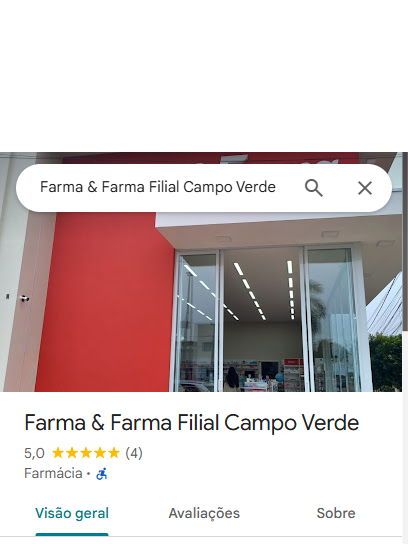 Farma & Farma Filial Campo Verde
Farma & Farma Filial Campo Verde
5,0 (4)
Farmácia ·
Visão geral
Avaliações
Sobre